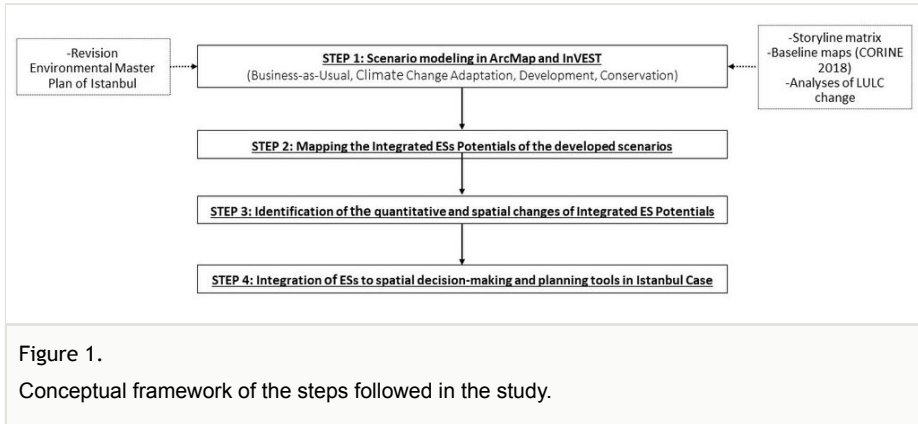 -Revision
Environmental Master
Plan of Istanbul
STEP 1: Scenario modeling in ArcMap and InVEST
(Business-as-Usual, Climate Change Adaptation, Development, Conservation)
-Storyline matrix
-Baseline maps (CORINE
2018)
-Analyses of LULC
change
STEP 2: Mapping the Integrated ESs Potentials of the developed scenarios
STEP 3: Identification of the quantitative and spatial changes of Integrated ES Potentials
STEP 4: Integration of ESs to spatial decision-making and planning tools in Istanbul Case
Figure 1.
Conceptual framework of the steps followed in the study.